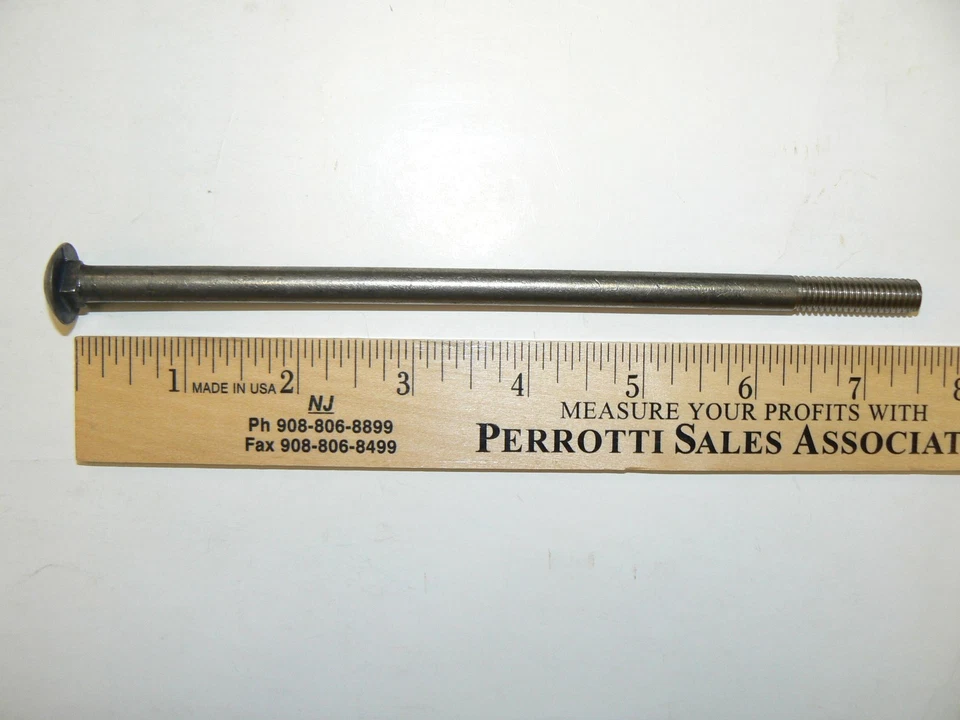 1 MADE IN USA 2 3 4 5 6 7 8
NJ
Ph 908-806-8899
Fax 908-806-8499
MEASURE YOUR PROFITS WITH
PERROTTI SALES ASSOCIAT